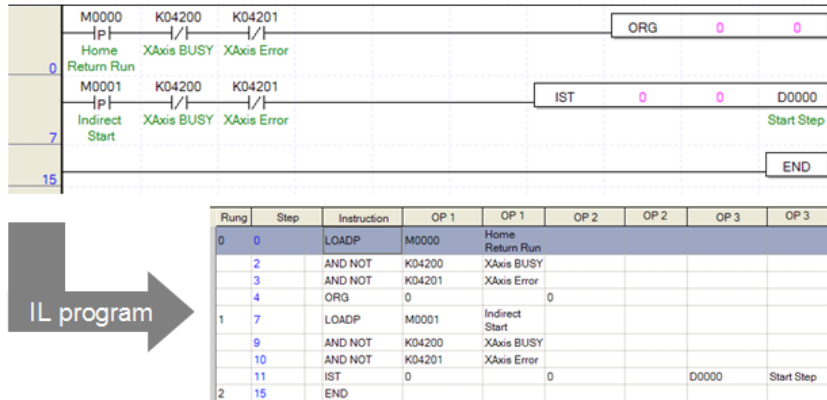 M0000 K04200 K04201
P / / ORG 0 0
Home XAxis BUSY XAxis Error
0 Return Run
M0001 K04200 K04201
P / / IST 0 0 D0000
Indirect XAxis BUSY XAxis Error Start Step
7 Start
END
15
IL program
Rung Step Instruction OP 1 OP 1 OP 2 OP 2 OP 3 OP 3
0 0 LOADP M0000 Home Return Run
2 AND NOT K04200 XAxis BUSY
3 AND NOT K04201 XAxis Error
4 ORG 0 0
1 7 LOADP M0001 Indirect Start
9 AND NOT K04200 XAxis BUSY
10 AND NOT K04201 XAxis Error
11 IST 0 0 D0000 Start Step
2 15 END